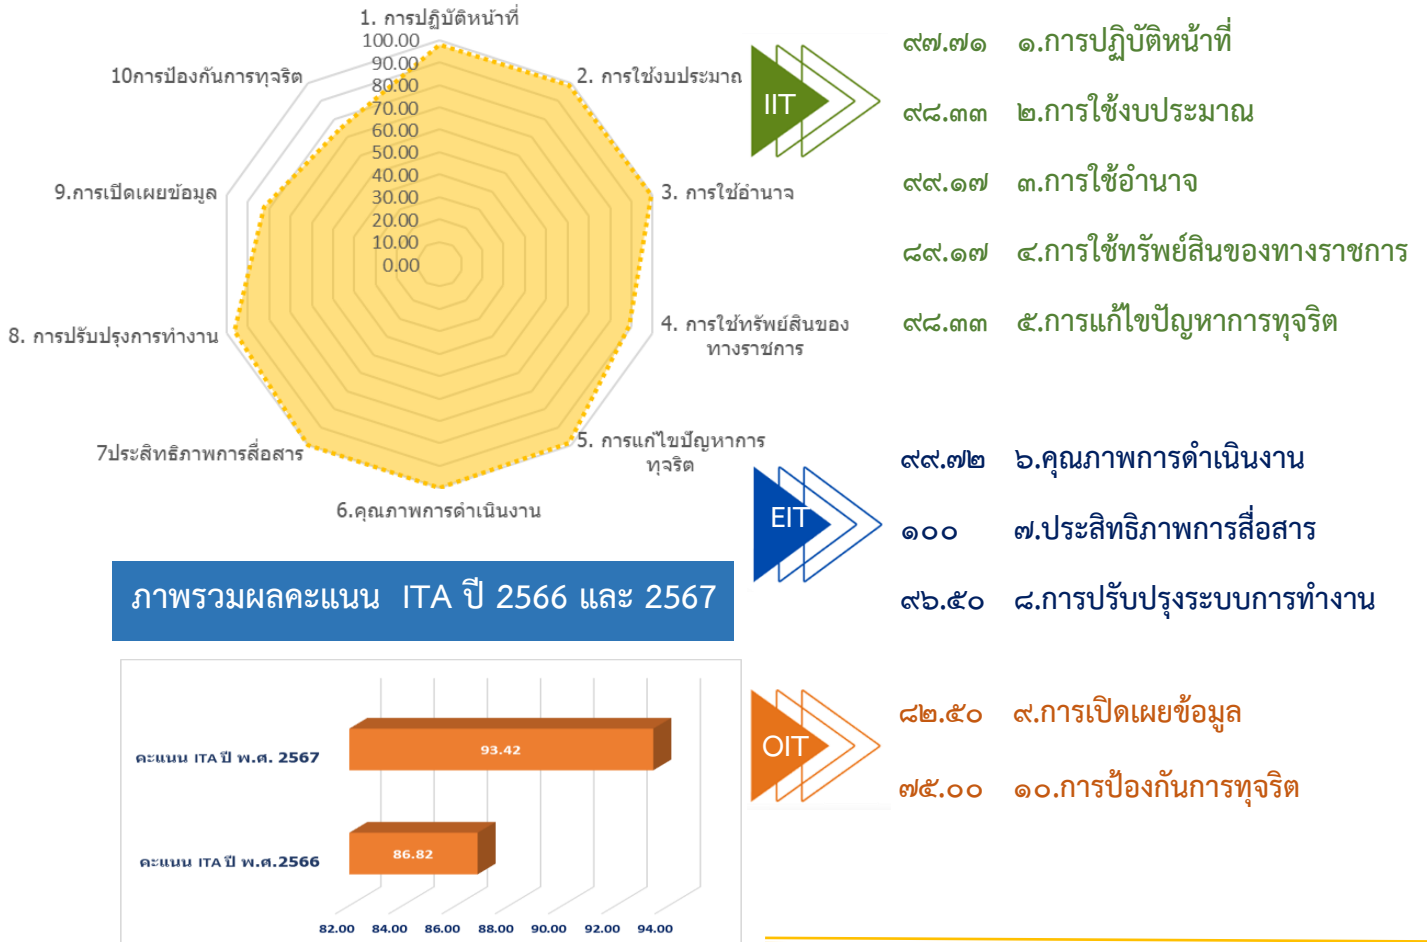 1. การปฏิบัติหน้าที่
100.00
90.00
80.00
70.00
60.00
50.00
40.00
30.00
20.00
10.00
0.00
2. การใช้งบประมาณ
3. การใช้อำนาจ
4. การใช้ทรัพย์สินของ
ทางราชการ
5. การแก้ไขปัญหาการ
ทุจริต
6.คุณภาพการดำเนินงาน
7ประสิทธิภาพการสื่อสาร
8. การปรับปรุงการทำงาน
9.การเปิดเผยข้อมูล
10การป้องกันการทุจริต
IIT
๙๗.๗๑ ๑.การปฏิบัติหน้าที่
๙๘.๓๓ ๒.การใช้งบประมาณ
๙๙.๑๗ ๓.การใช้อำนาจ
๘๙.๑๗ ๔.การใช้ทรัพย์สินของทางราชการ
๙๘.๓๓ ๕.การแก้ไขปัญหาการทุจริต
EIT
๙๙.๗๒ ๖.คุณภาพการดำเนินงาน
๑๐๐ ๗.ประสิทธิภาพการสื่อสาร
๙๖.๕๐ ๘.การปรับปรุงระบบการทำงาน
OIT
๘๒.๕๐ ๙.การเปิดเผยข้อมูล
๗๕.๐๐ ๑๐.การป้องกันการทุจริต
ภาพรวมผลคะแนน ITA ปี 2566 และ 2567
คะแนน ITA ปี พ.ศ. 2567
93.42
คะแนน ITA ปี พ.ศ.2566
86.82
82.00 84.00 86.00 88.00 90.00 92.00 94.00